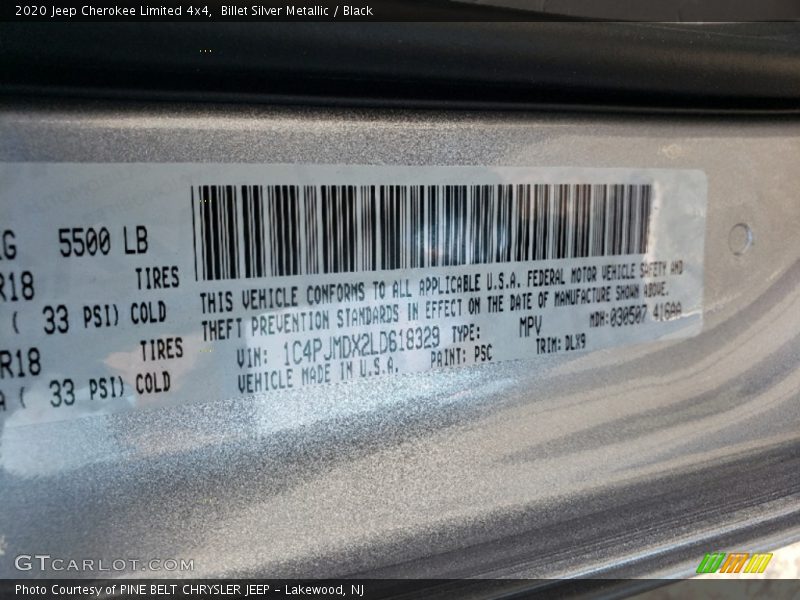 2020 Jeep Cherokee Limited 4x4, Billet Silver Metallic / Black
5500 LB
R18 TIRES
( 33 PSI) COLD
R18 TIRES
( 33 PSI) COLD
THIS VEHICLE CONFORMS TO ALL APPLICABLE U.S.A. FEDERAL MOTOR VEHICLE SAFETY AND
THEFT PREVENTION STANDARDS IN EFFECT ON THE DATE OF MANUFACTURE SHOWN ABOVE.
VIN: 1C4PJMDX2LD618329 TYPE: MPV MDH:030507 416AA
VEHICLE MADE IN U.S.A. PAINT: PSC TRIM:DLX9
GTCARLOT.COM
Photo Courtesy of PINE BELT CHRYSLER JEEP - Lakewood, NJ